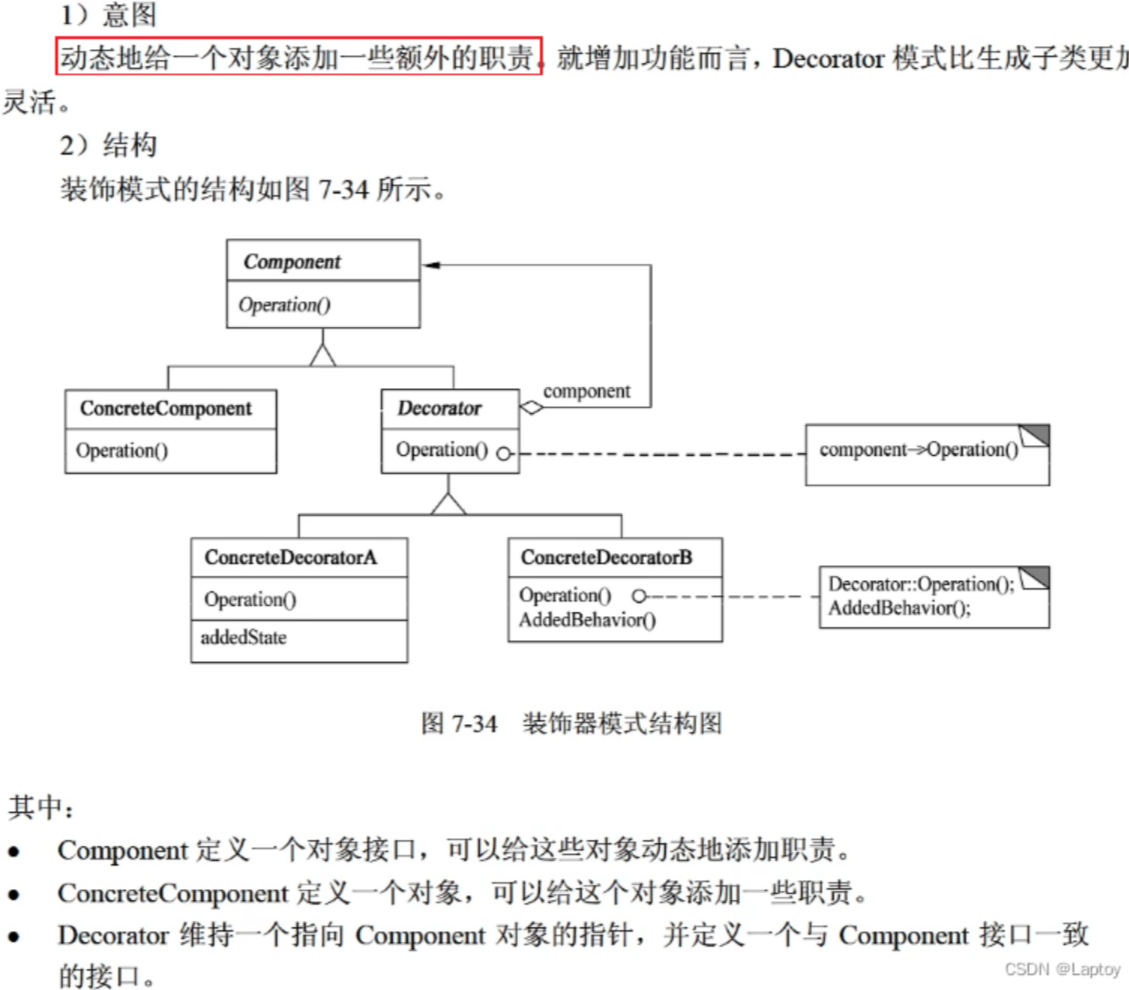 1）意图
动态地给一个对象添加一些额外的职责。就增加功能而言，Decorator 模式比生成子类更加
灵活。
2）结构
装饰模式的结构如图 7-34 所示。
Component
Operation()
ConcreteComponent
Operation()
Decorator
Operation()
component
component->Operation()
ConcreteDecoratorA
Operation()
addedState
ConcreteDecoratorB
Operation()
AddedBehavior()
Decorator::Operation();
AddedBehavior();
图 7-34 装饰器模式结构图
其中：
● Component 定义一个对象接口，可以给这些对象动态地添加职责。
● ConcreteComponent 定义一个对象，可以给这个对象添加一些职责。
● Decorator 维持一个指向 Component 对象的指针，并定义一个与 Component 接口一致
的接口。
CSDN @Laptoy